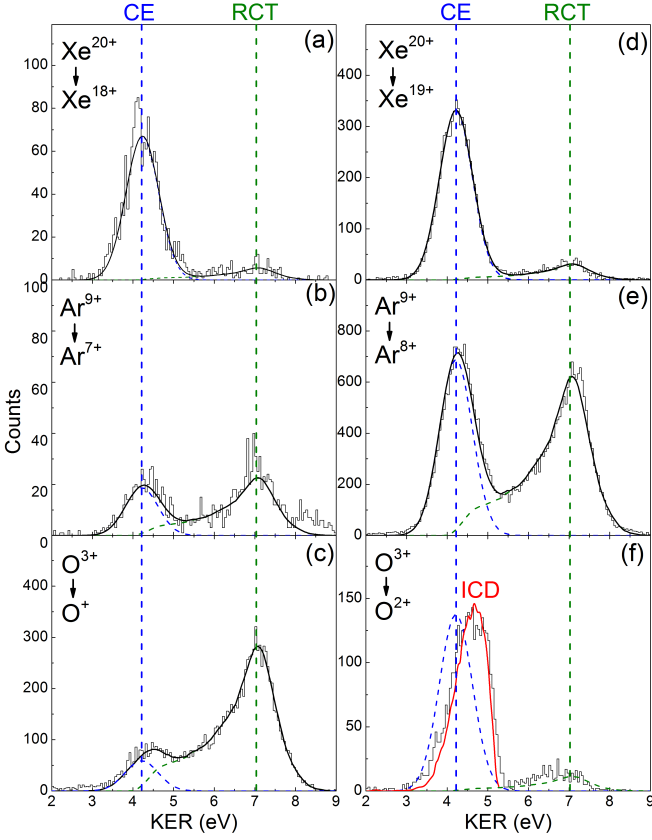 CE RCT CE RCT
(a)
Xe20+
Xe18+
100
80
60
40
20
0
(d)
Xe20+
Xe19+
400
300
200
100
0
(b)
Ar9+
Ar7+
100
80
60
40
20
0
(e)
Ar9+
Ar8+
800
600
400
200
0
Counts
(c)
O3+
O+
400
300
200
100
0
(f)
O3+
O2+
ICD
150
100
50
0
2 3 4 5 6 7 8 9
2 3 4 5 6 7 8 9
KER (eV)
KER (eV)